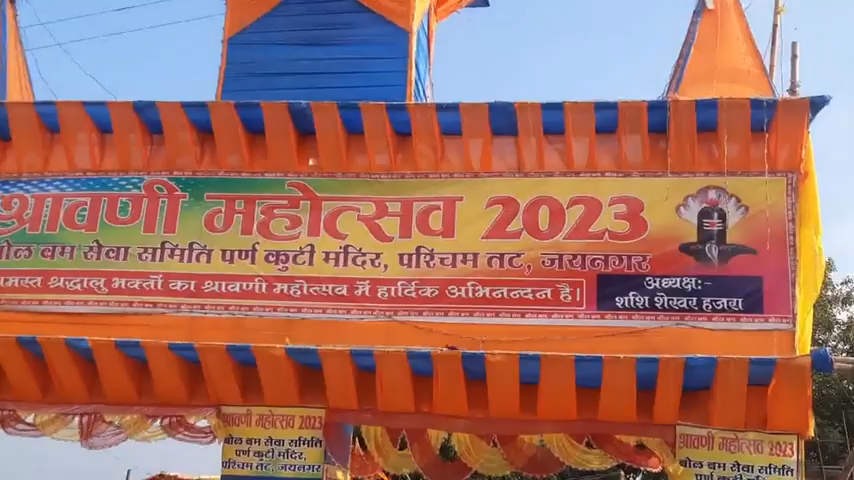 श्रावणी महोत्सव 2023
बोल बम सेवा समिति पर्ण कुटी मंदिर, पश्चिम तट, जयनगर
समस्त श्रद्धालु भक्तों का श्रावणी महोत्सव में हार्दिक अभिनन्दन है।
अध्यक्ष:-
शशि शेखर हजरा
श्रावणी महोत्सव 2023
बोल बम सेवा समिति
पर्ण कुटी मंदिर,
पश्चिम तट, जयनगर
श्रावणी महोत्सव 2023
बोल बम सेवा समिति
पर्ण कुटी मंदिर,